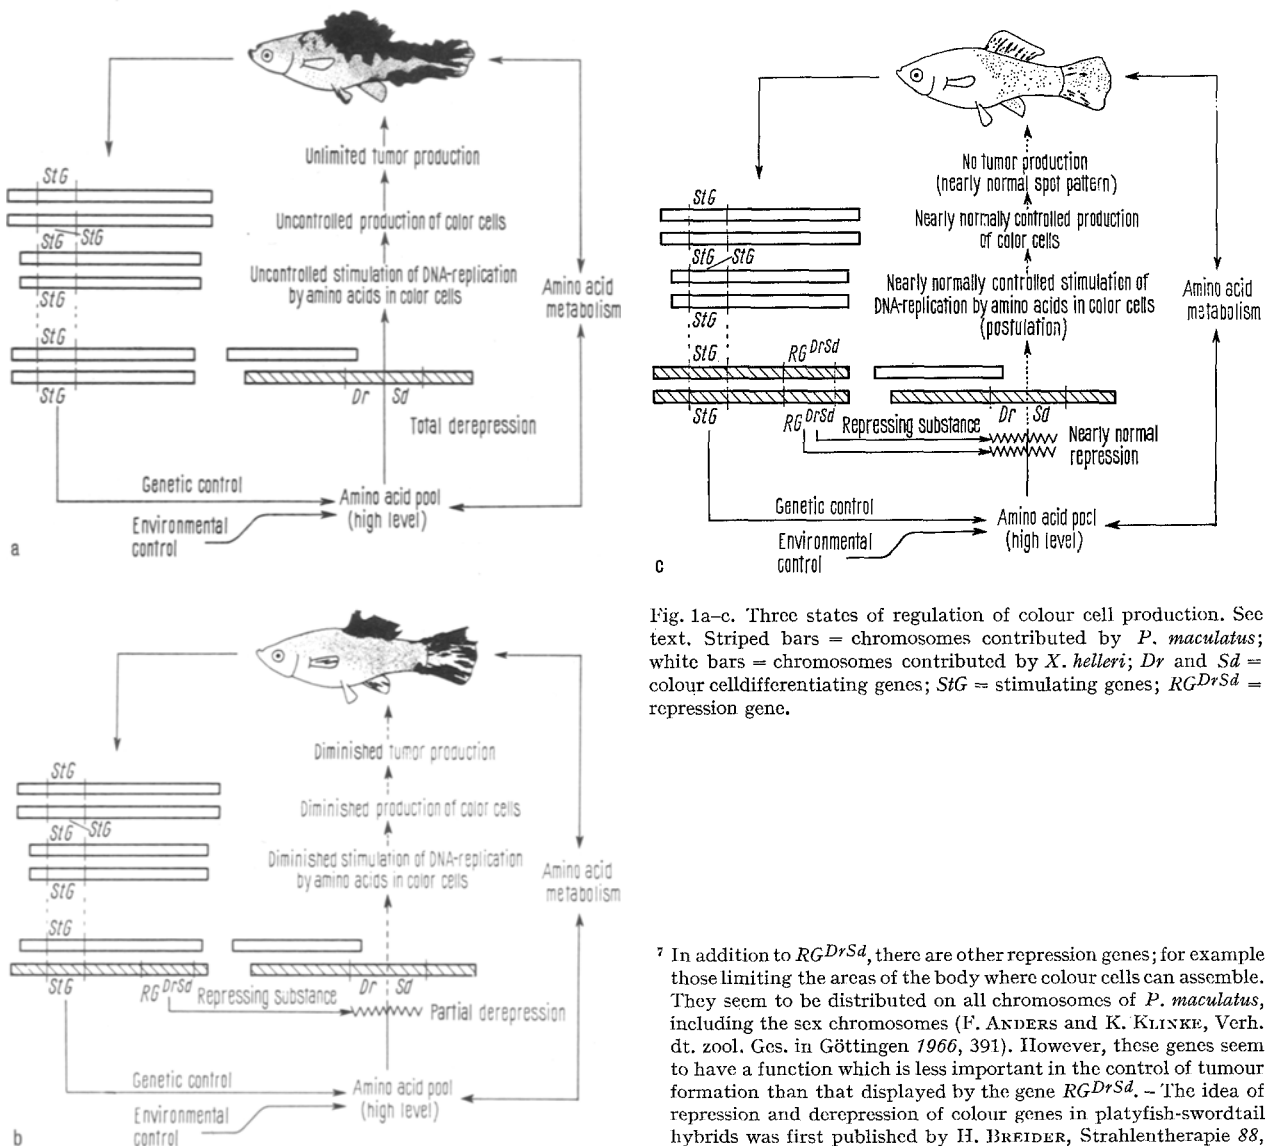 Unlimited tumor production
Uncontrolled production of color cells
Uncontrolled stimulation of DNA-replication
by amino acids in color cells
Amino acid
metabolism
StG
StG StG
StG
StG
StG
Dr Sd
Total derepression
Genetic control
Environmental
control
Amino acid pool
(high level)
a
Diminished tumor production
Diminished production of color cells
Diminished stimulation of DNA-replication
by amino acids in color cells
Amino acid
metabolism
StG
StG StG
StG
StG
StG
RG^DrSd
Repressing substance
Dr Sd
Partial derepression
Genetic control
Environmental
control
Amino acid pool
(high level)
b
No tumor production
(nearly normal spot pattern)
Nearly normally controlled production
of color cells
Nearly normally controlled stimulation of
DNA-replication by amino acids in color cells
(postulation)
Amino acid
metabolism
StG
StG StG
StG
StG
RG^DrSd
StG
RG^DrSd
Repressing substance
Dr Sd
Nearly normal
repression
Genetic control
Environmental
control
Amino acid pool
(high level)
c
Fig. 1a–c. Three states of regulation of colour cell production. See
text. Striped bars = chromosomes contributed by P. maculatus;
white bars = chromosomes contributed by X. helleri; Dr and Sd =
colour celldifferentiating genes; StG = stimulating genes; RG^DrSd =
repression gene.
⁷ In addition to RG^DrSd, there are other repression genes; for example
those limiting the areas of the body where colour cells can assemble.
They seem to be distributed on all chromosomes of P. maculatus,
including the sex chromosomes (F. ANDERS and K. KLINKE, Verh.
dt. zool. Ges. in Göttingen 1966, 391). However, these genes seem
to have a function which is less important in the control of tumour
formation than that displayed by the gene RG^DrSd. – The idea of
repression and derepression of colour genes in platyfish-swordtail
hybrids was first published by H. BREIDER, Strahlentherapie 88,